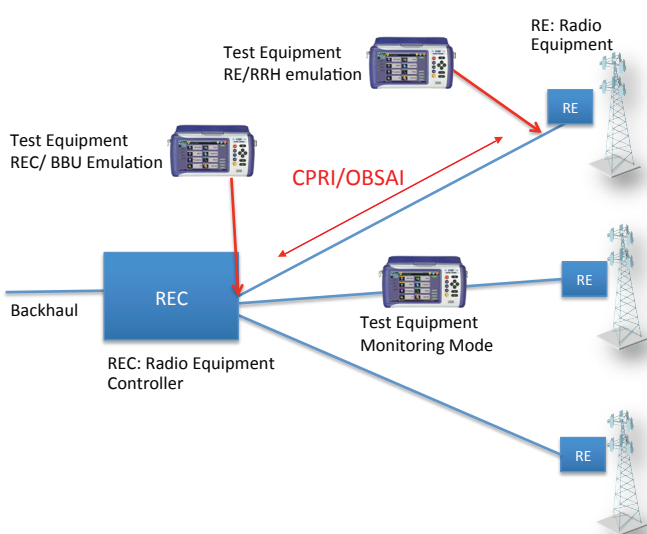 Test Equipment
RE/RRH emulation
RE: Radio
Equipment
RE
Test Equipment
REC/ BBU Emulation
CPRI/OBSAI
REC
Backhaul
RE
Test Equipment
Monitoring Mode
REC: Radio Equipment
Controller
RE